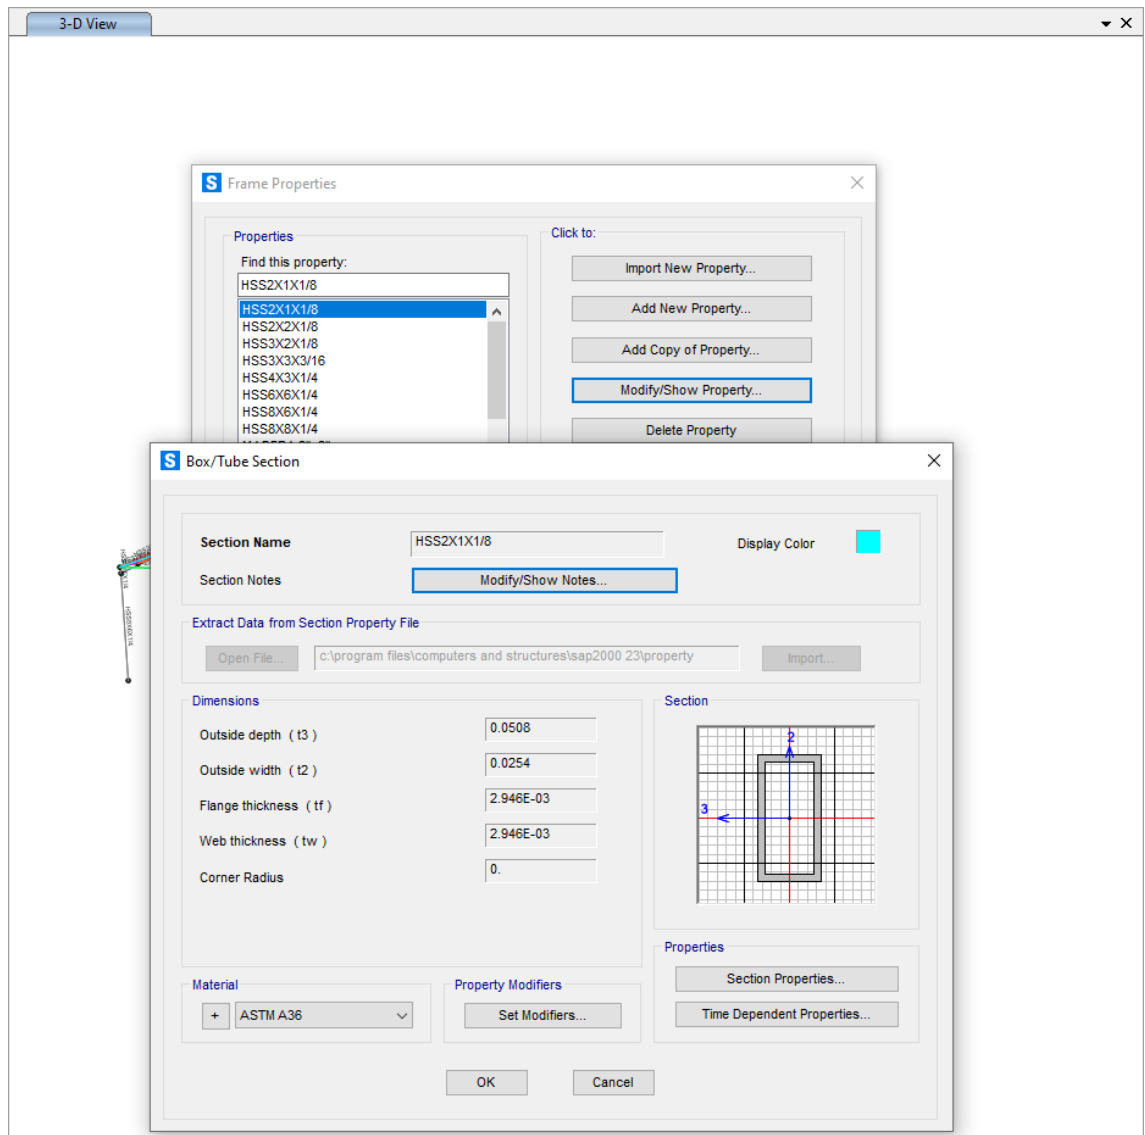 3-D View
Frame Properties
Properties
Find this property:
HSS2X1X1/8
HSS2X1X1/8
HSS2X2X1/8
HSS3X2X1/8
HSS3X3X3/16
HSS4X3X1/4
HSS6X6X1/4
HSS8X6X1/4
HSS8X8X1/4
Click to:
Import New Property...
Add New Property...
Add Copy of Property...
Modify/Show Property...
Delete Property
Box/Tube Section
Section Name
HSS2X1X1/8
Display Color
Section Notes
Modify/Show Notes...
Extract Data from Section Property File
Open File...
c:\program files\computers and structures\sap2000 23\property
Import...
Dimensions
Outside depth ( t3 )
0.0508
Outside width ( t2 )
0.0254
Flange thickness ( tf )
2.946E-03
Web thickness ( tw )
2.946E-03
Corner Radius
0.
Section
2
3
Properties
Section Properties...
Time Dependent Properties...
Material
+
ASTM A36
Property Modifiers
Set Modifiers...
OK
Cancel